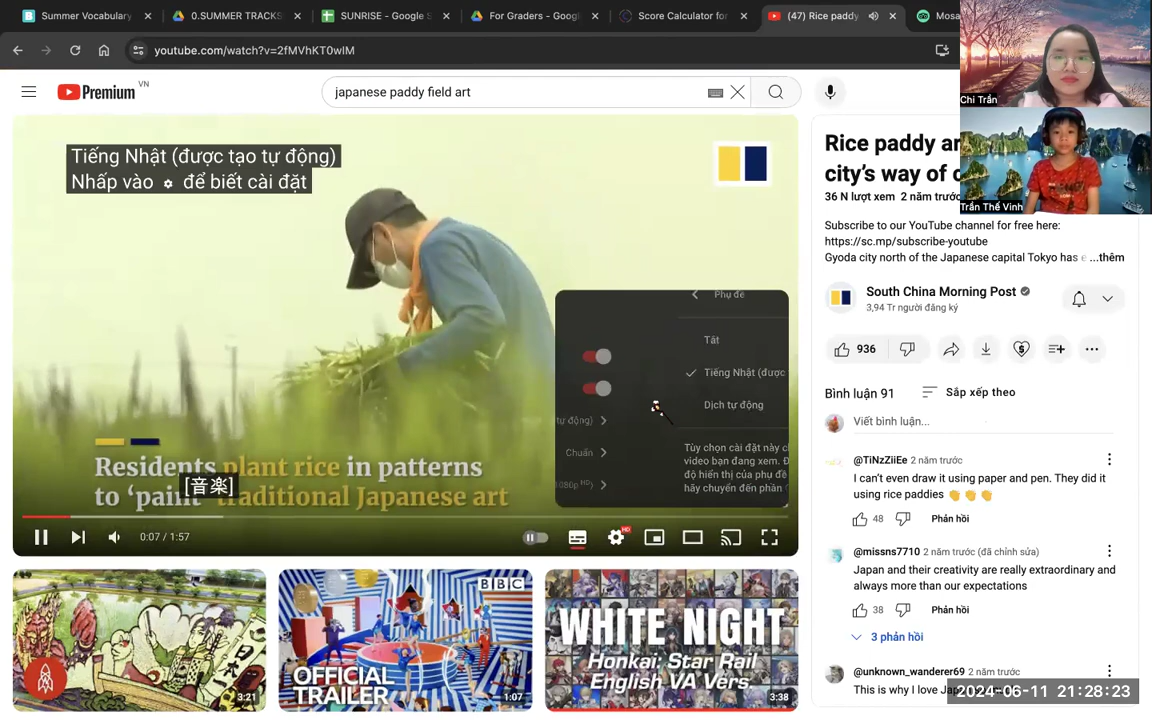 Summer Vocabulary
0.SUMMER TRACKS
SUNRISE - Google S
For Graders - Googl
Score Calculator for
(47) Rice paddy
Mosa
youtube.com/watch?v=2fMVhKT0wlM
Premium VN
japanese paddy field art
Chi Trần
Trần Thế Vinh
Tiếng Nhật (được tạo tự động)
Nhấp vào để biết cài đặt
Residents plant rice in patterns
to ‘paint traditional Japanese art
[音楽]
Phụ đề
Tắt
Tiếng Nhật (được
Dịch tự động
tự động)
Chuẩn
1080p HD)
Tùy chọn cài đặt này c
video bạn đang xem. Đ
độ hiển thị của phụ đề
hãy chuyển đến phần
0:07 / 1:57
HD
3:21
BBC
OFFICIAL
TRAILER
1:07
WHITE NIGHT
Honkai: Star Rail
English VA Vers
3:38
Rice paddy ar
city’s way of c
36 N lượt xem 2 năm trước
Subscribe to our YouTube channel for free here:
https://sc.mp/subscribe-youtube
Gyoda city north of the Japanese capital Tokyo has e ...thêm
South China Morning Post
3,94 Tr người đăng ký
936
Bình luận 91
Sắp xếp theo
Viết bình luận...
@TiNzZiiEe 2 năm trước
I can’t even draw it using paper and pen. They did it
using rice paddies 👏 👏 👏
48 Phản hồi
@missns7710 2 năm trước (đã chỉnh sửa)
Japan and their creativity are really extraordinary and
always more than our expectations
38 Phản hồi
3 phản hồi
@unknown_wanderer69 2 năm trước
This is why I love Jap
2024-06-11 21:28:23